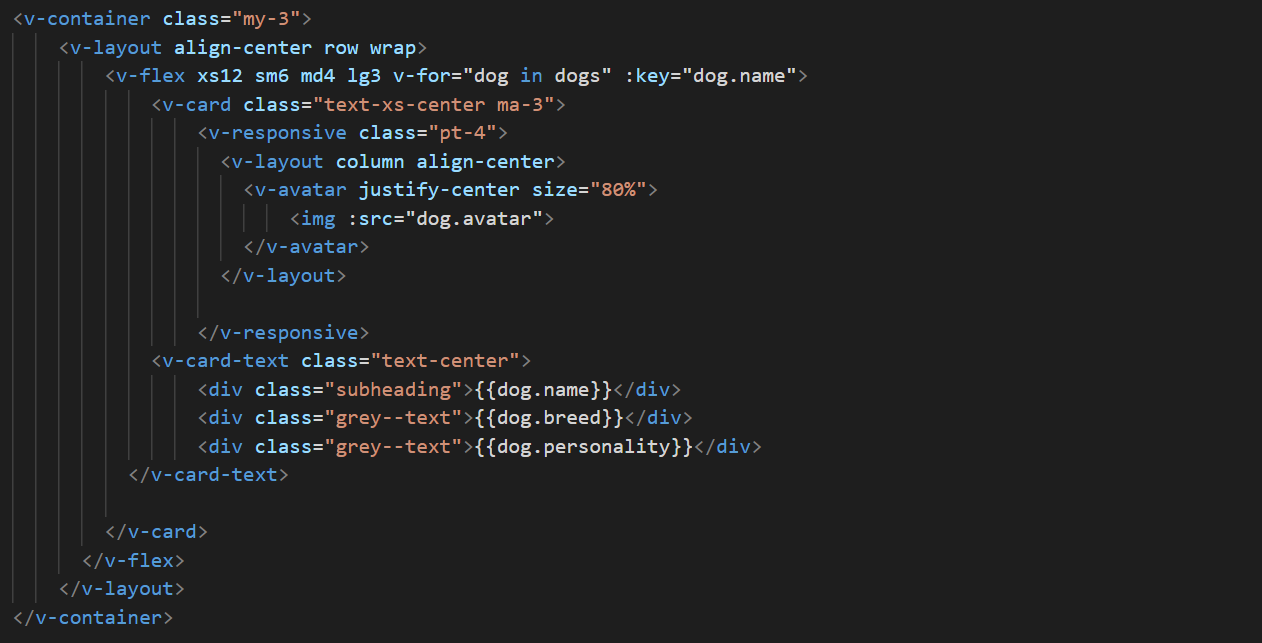 <v-container class="my-3">
    <v-layout align-center row wrap>
        <v-flex xs12 sm6 md4 lg3 v-for="dog in dogs" :key="dog.name">
            <v-card class="text-xs-center ma-3">
                <v-responsive class="pt-4">
                  <v-layout column align-center>
                    <v-avatar justify-center size="80%">
                        <img :src="dog.avatar">
                    </v-avatar>
                  </v-layout>

                </v-responsive>
            <v-card-text class="text-center">
                <div class="subheading">{{dog.name}}</div>
                <div class="grey--text">{{dog.breed}}</div>
                <div class="grey--text">{{dog.personality}}</div>
          </v-card-text>

        </v-card>
      </v-flex>
    </v-layout>
</v-container>